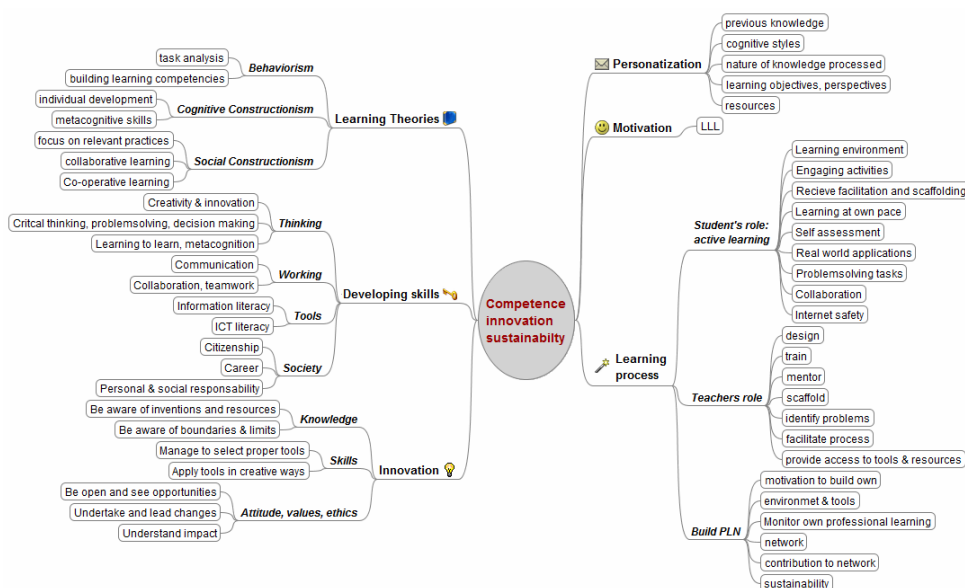 Competence
innovation
sustainabilty
Learning Theories
Behaviorism
task analysis
building learning competencies
Cognitive Constructionism
individual development
metacognitive skills
Social Constructionism
focus on relevant practices
collaborative learning
Co-operative learning
Developing skills
Thinking
Creativity & innovation
Critcal thinking, problemsolving, decision making
Learning to learn, metacognition
Working
Communication
Collaboration, teamwork
Tools
Information literacy
ICT literacy
Society
Citizenship
Career
Personal & social responsability
Innovation
Knowledge
Be aware of inventions and resources
Be aware of boundaries & limits
Skills
Manage to select proper tools
Apply tools in creative ways
Attitude, values, ethics
Be open and see opportunities
Undertake and lead changes
Understand impact
Personatization
previous knowledge
cognitive styles
nature of knowledge processed
learning objectives, perspectives
resources
Motivation
LLL
Learning
process
Student's role:
active learning
Learning environment
Engaging activities
Recieve facilitation and scaffolding
Learning at own pace
Self assessment
Real world applications
Problemsolving tasks
Collaboration
Internet safety
Teachers role
design
train
mentor
scaffold
identify problems
facilitate process
provide access to tools & resources
Build PLN
motivation to build own
environmet & tools
Monitor own professional learning
network
contribution to network
sustainability